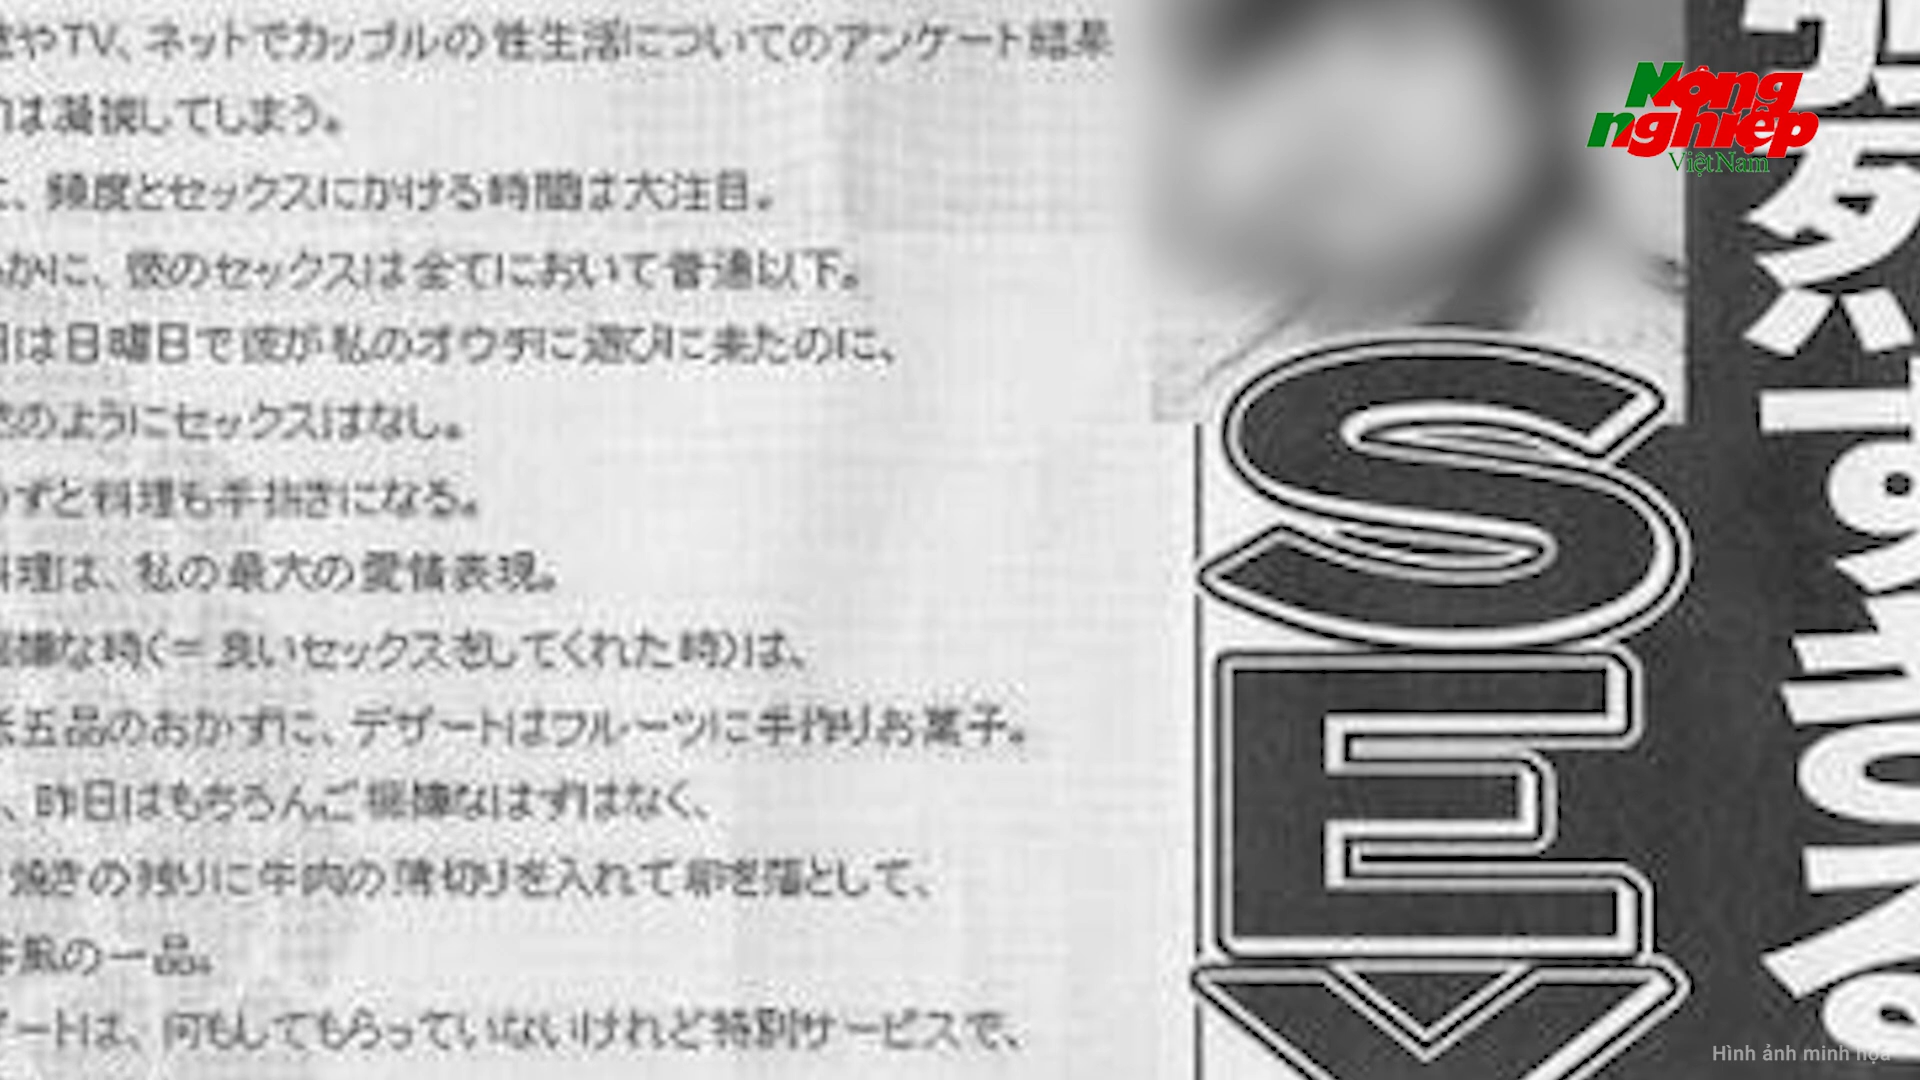 やTV、ネットでカップルの性生活についてのアンケート結果
は凝視してしまう。
、頻度とセックスにかける時間は大注目。
かに、彼のセックスは全てにおいて普通以下。
日は日曜日で彼が私のオウチに遊びに来たのに、
のようにセックスはなし。
ずと料理も手抜きになる。
料理は、私の最大の愛情表現。
嫌な時(=良いセックスをしてくれた時)は、
五品のおかずに、デザートはフルーツに手作りお菓子。
、昨日はもちろんご機嫌なはずはなく、
焼きの残りに牛肉の薄切りを入れて卵を落として、
丼風の一品。
ザートは、何もしてもらっていないけれど特別サービスで、
SEX
Nông
nghiệp
Việt Nam
Hình ảnh minh họa